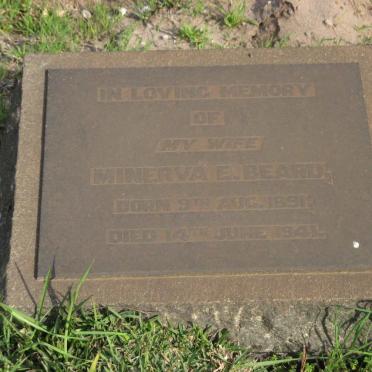 IN LOVING MEMORY
OF
MY WIFE
MINERVA E. BEARD,
BORN 9TH AUG. 1891,
DIED 14TH JUNE 1941.